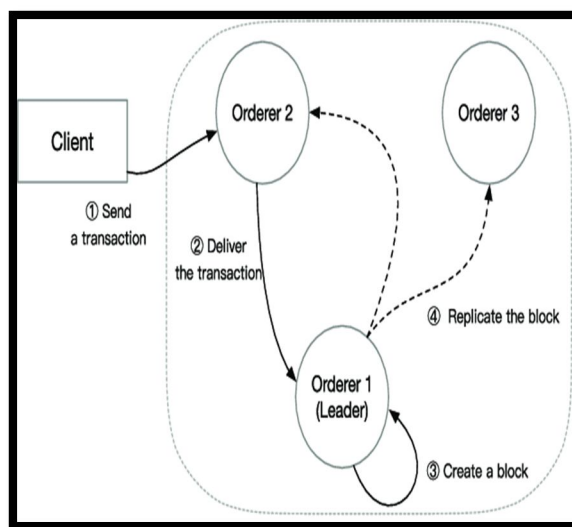 Client
Orderer 2
Orderer 3
① Send
a transaction
② Deliver
the transaction
④ Replicate the block
Orderer 1
(Leader)
③ Create a block